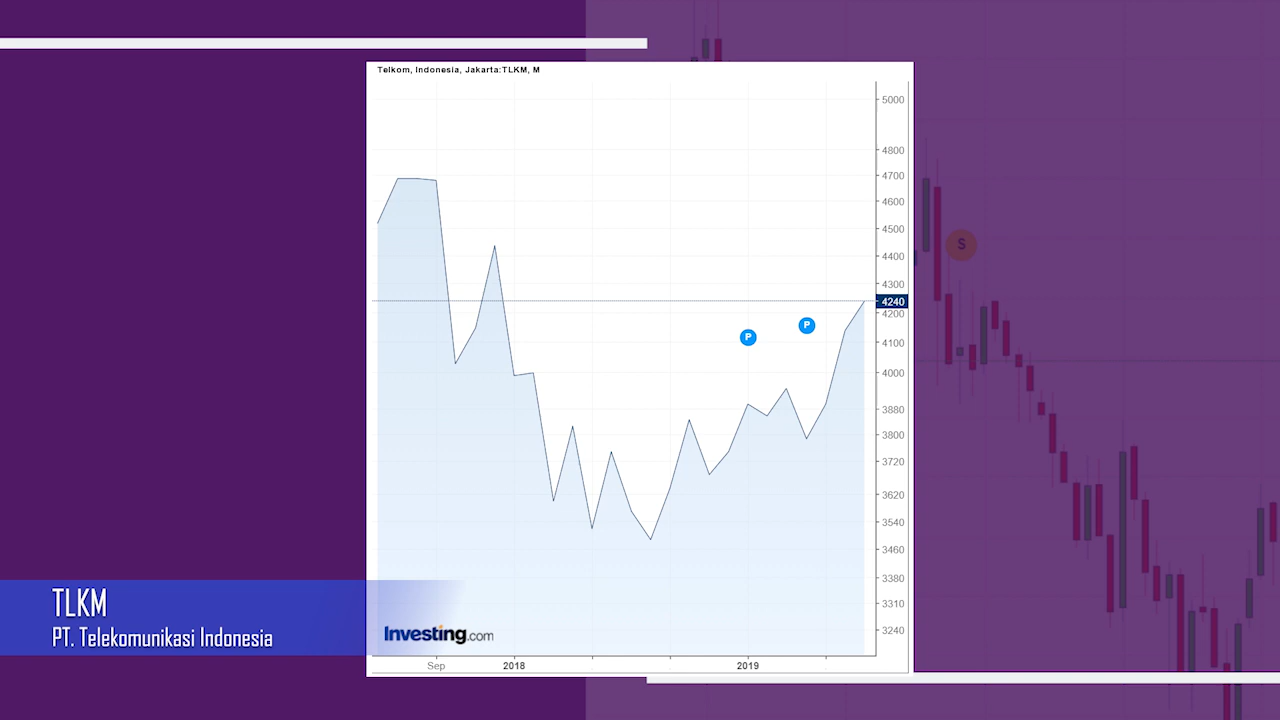 Telkom, Indonesia, Jakarta:TLKM, M
5000
4800
4700
4600
4500
4400
4300
4240
4200
4100
4000
3880
3800
3720
3620
3540
3460
3380
3310
3240
P
P
S
TLKM
PT. Telekomunikasi Indonesia
Investing.com
Sep 2018 2019